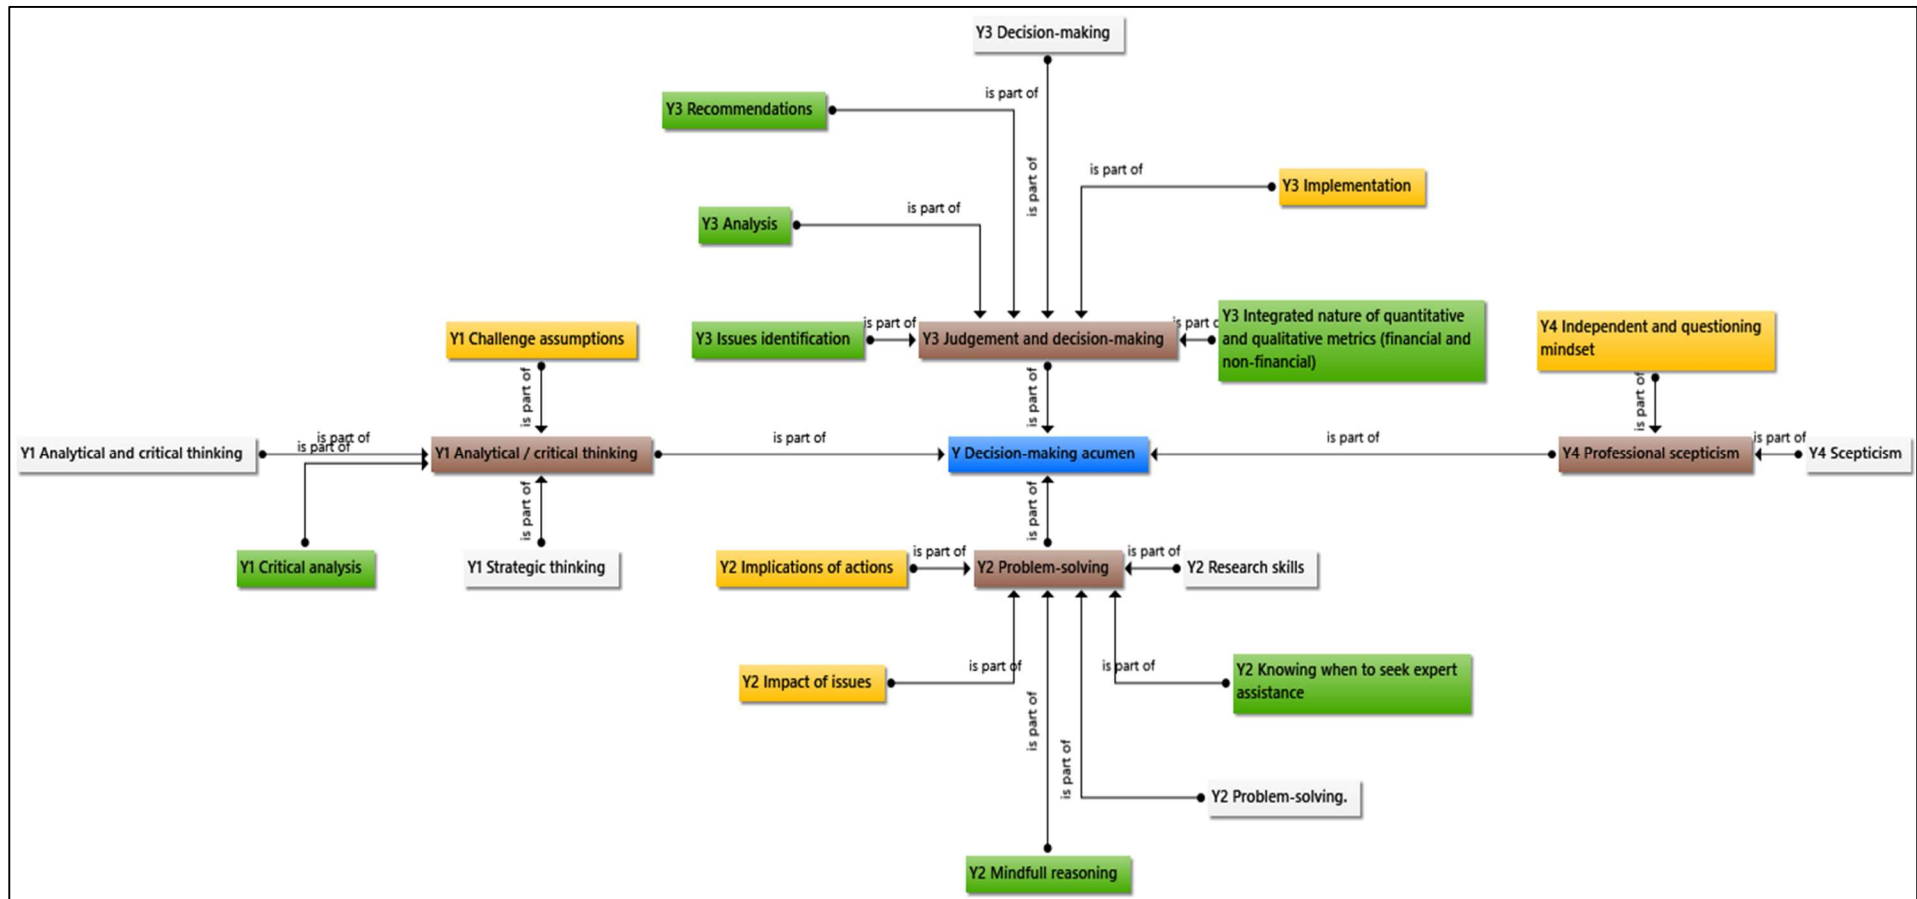 Y3 Decision-making
is part of
Y3 Recommendations
is part of
is part of
Y3 Implementation
is part of
Y3 Analysis
Y3 Issues identification
is part of
Y3 Judgement and decision-making
is part of
Y3 Integrated nature of quantitative
and qualitative metrics (financial and
non-financial)
Y4 Independent and questioning
mindset
Y1 Challenge assumptions
is part of
is part of
is part of
Y1 Analytical and critical thinking
is part of
is part of
Y1 Analytical / critical thinking
is part of
Y Decision-making acumen
is part of
Y4 Professional scepticism
is part of
Y4 Scepticism
is part of
is part of
Y1 Critical analysis
Y1 Strategic thinking
Y2 Implications of actions
is part of
Y2 Problem-solving
is part of
Y2 Research skills
Y2 Impact of issues
is part of
is part of
Y2 Knowing when to seek expert
assistance
is part of
is part of
Y2 Problem-solving.
Y2 Mindfull reasoning